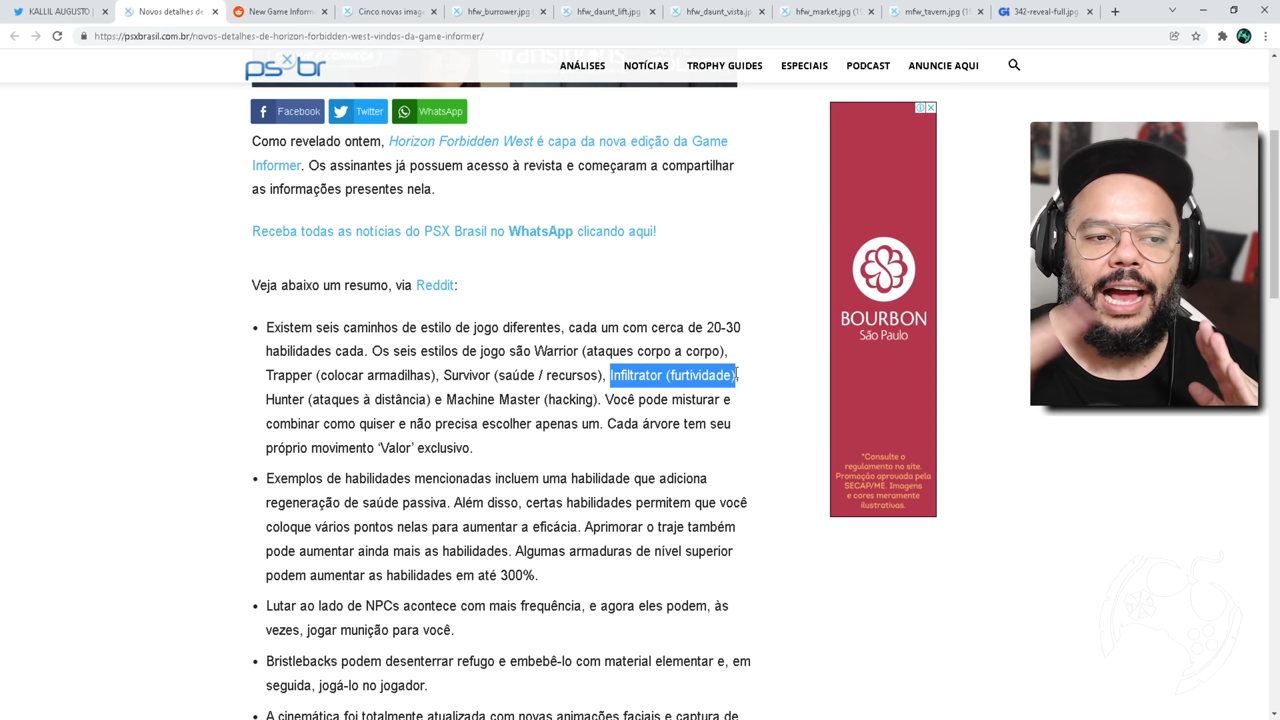 KALLIL AUGUSTO |
Novos detalhes de
New Game Inform
Cinco novas imag
hfw_burrower.jpg (
hfw_daunt_lift.jpg
hfw_daunt_vista.jp
hfw_market.jpg (19
mfw_tavern.jpg (1
342-reveal-full.jpg
https://psxbrasil.com.br/novos-detalhes-de-horizon-forbidden-west-vindos-da-game-informer/
psxbr
ANÁLISES NOTÍCIAS TROPHY GUIDES ESPECIAIS PODCAST ANUNCIE AQUI
Facebook Twitter WhatsApp
Como revelado ontem, Horizon Forbidden West é capa da nova edição da Game
Informer. Os assinantes já possuem acesso à revista e começaram a compartilhar
as informações presentes nela.
Receba todas as notícias do PSX Brasil no WhatsApp clicando aqui!
Veja abaixo um resumo, via Reddit:
• Existem seis caminhos de estilo de jogo diferentes, cada um com cerca de 20-30
habilidades cada. Os seis estilos de jogo são Warrior (ataques corpo a corpo),
Trapper (colocar armadilhas), Survivor (saúde / recursos), Infiltrator (furtividade),
Hunter (ataques à distância) e Machine Master (hacking). Você pode misturar e
combinar como quiser e não precisa escolher apenas um. Cada árvore tem seu
próprio movimento ‘Valor’ exclusivo.
• Exemplos de habilidades mencionadas incluem uma habilidade que adiciona
regeneração de saúde passiva. Além disso, certas habilidades permitem que você
coloque vários pontos nelas para aumentar a eficácia. Aprimorar o traje também
pode aumentar ainda mais as habilidades. Algumas armaduras de nível superior
podem aumentar as habilidades em até 300%.
• Lutar ao lado de NPCs acontece com mais frequência, e agora eles podem, às
vezes, jogar munição para você.
• Bristlebacks podem desenterrar refugo e embebê-lo com material elementar e, em
seguida, jogá-lo no jogador.
• A cinemática foi totalmente atualizada com novas animações faciais e captura de
BOURBON
São Paulo
*Consulte o
regulamento no site.
Promoção aprovada pela
SECAP/ME. Imagens
e cores meramente
ilustrativas.